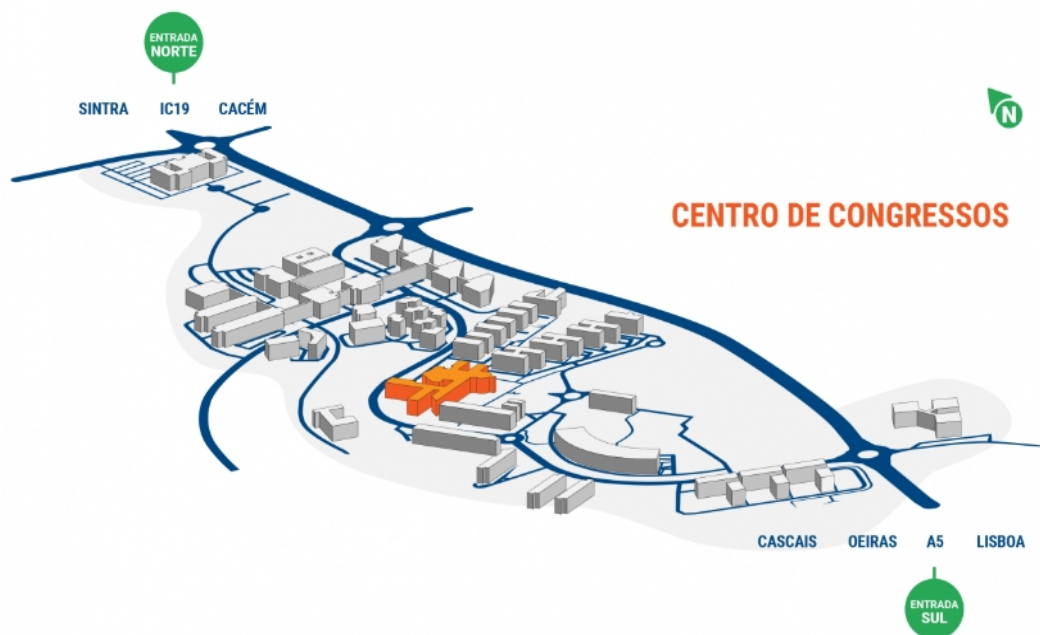 ENTRADA
NORTE
SINTRA IC19 CACÉM
N
CENTRO DE CONGRESSOS
CASCAIS OEIRAS A5 LISBOA
ENTRADA
SUL